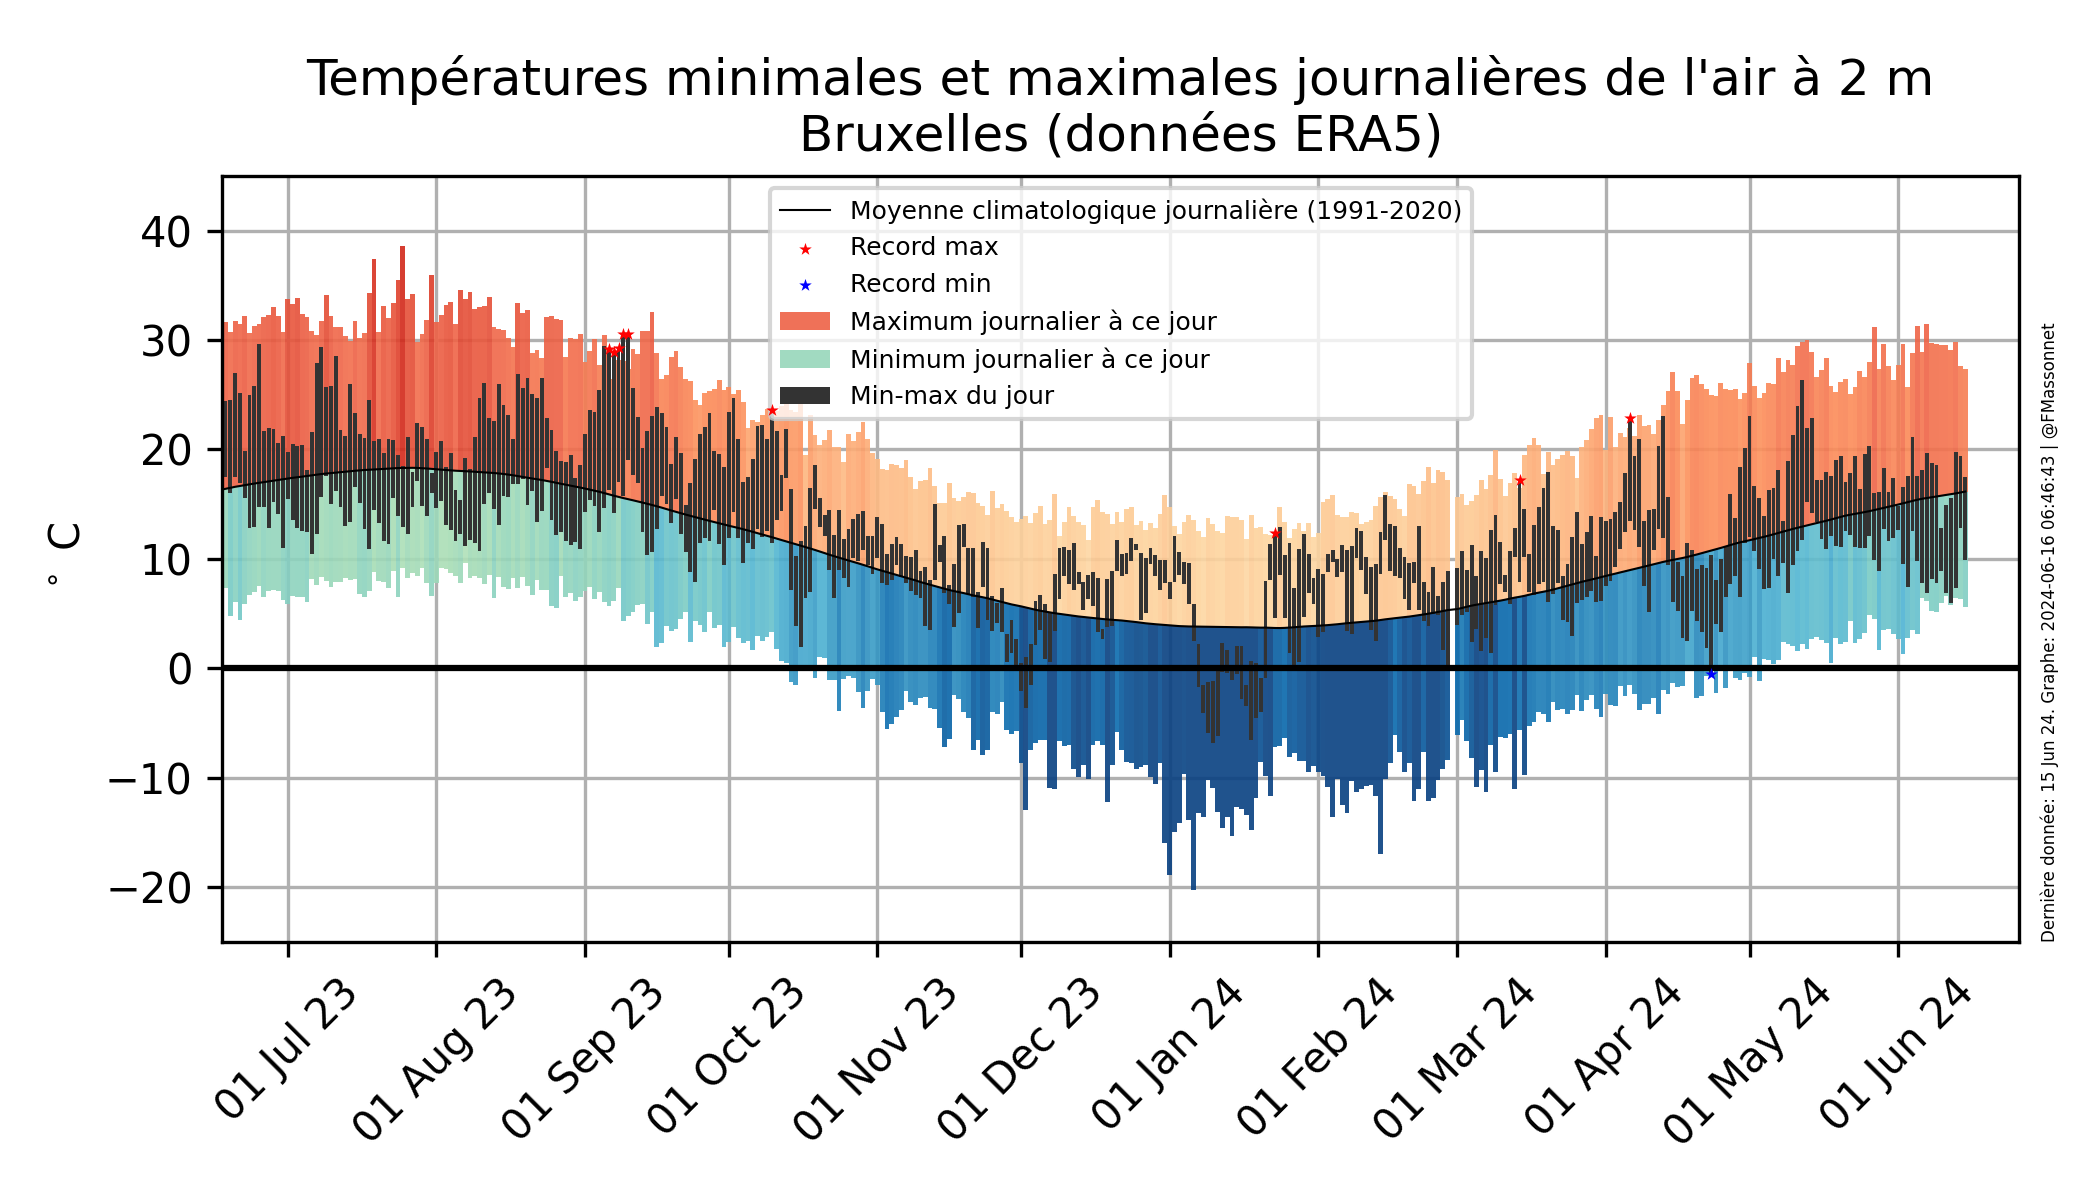 Températures minimales et maximales journalières de l'air à 2 m
Bruxelles (données ERA5)
Moyenne climatologique journalière (1991-2020)
Record max
Record min
Maximum journalier à ce jour
Minimum journalier à ce jour
Min-max du jour
° C
40
30
20
10
0
−10
−20
01 Jul 23
01 Aug 23
01 Sep 23
01 Oct 23
01 Nov 23
01 Dec 23
01 Jan 24
01 Feb 24
01 Mar 24
01 Apr 24
01 May 24
01 Jun 24
Dernière donnée: 15 Jun 24. Graphe: 2024-06-16 06:46:43 | @FMassonnet